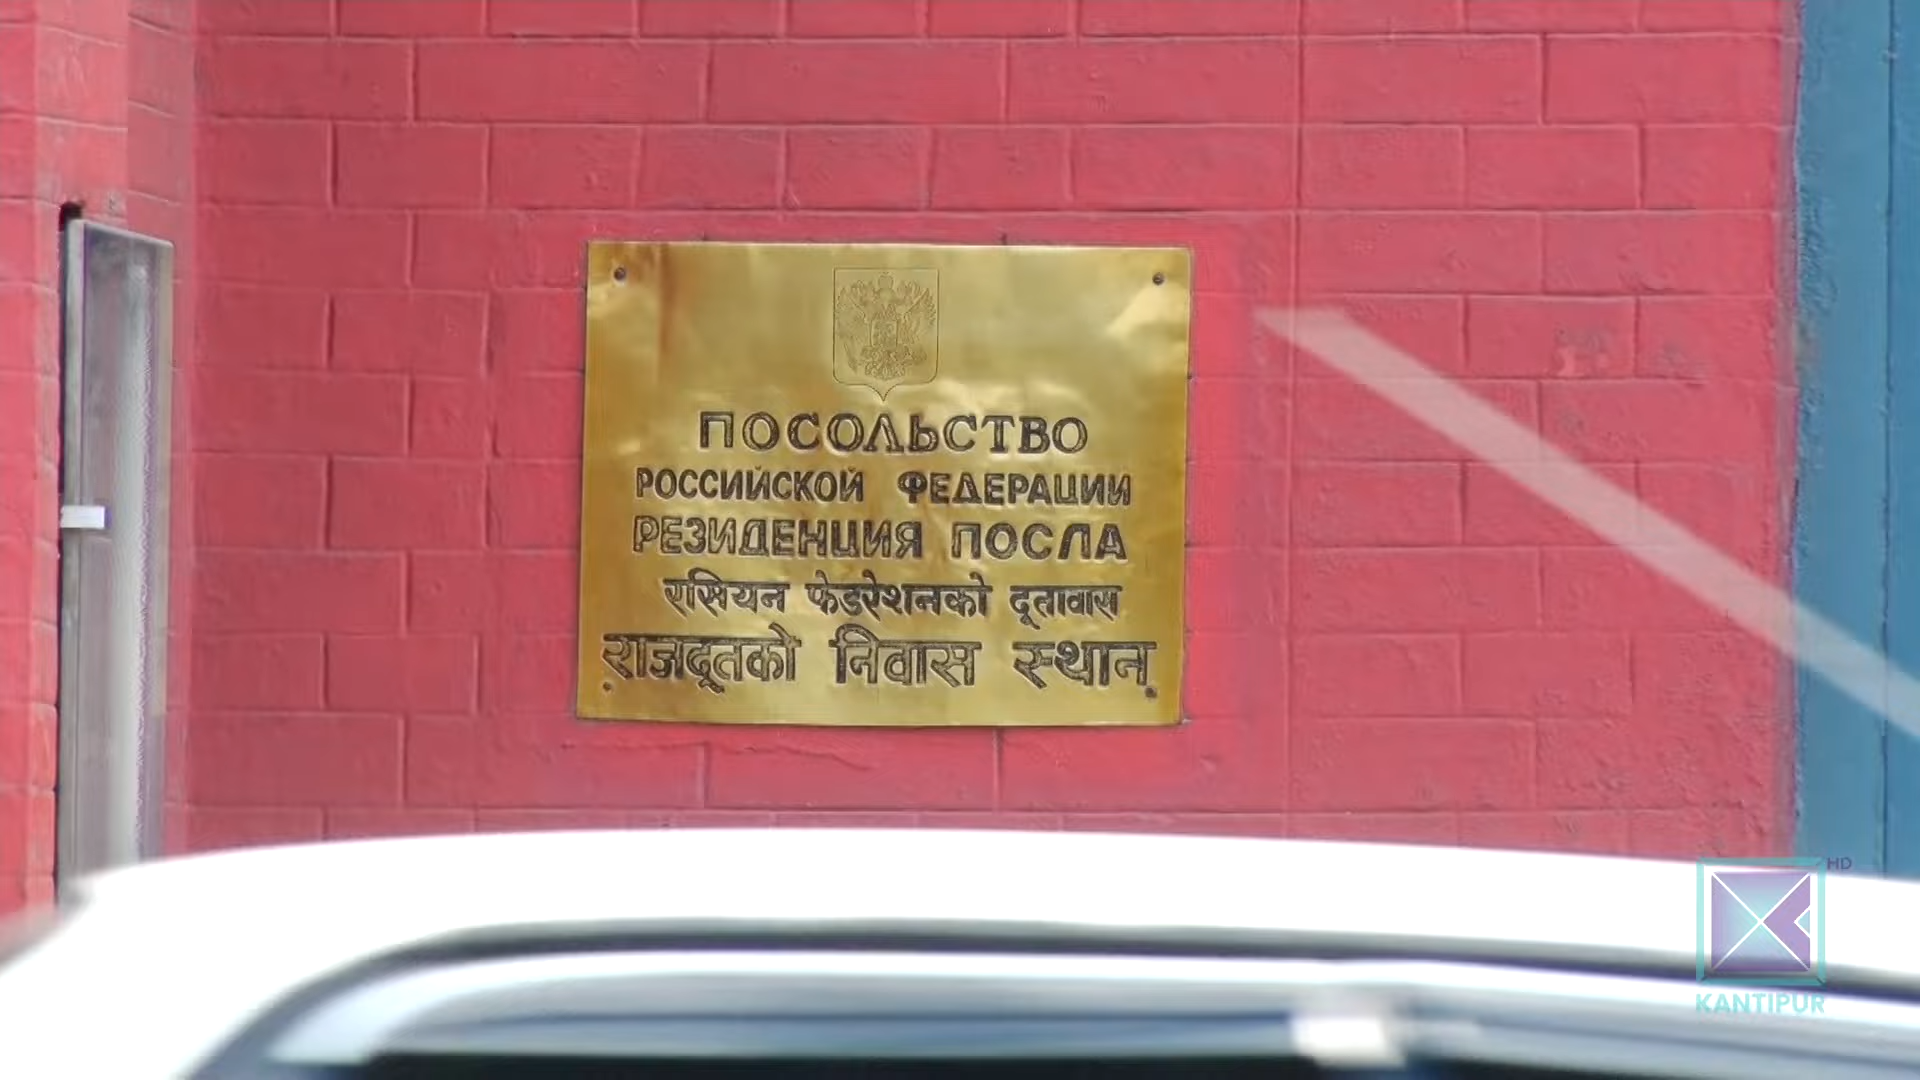 ПОСОЛЬСТВО
РОССИЙСКОЙ ФЕДЕРАЦИИ
РЕЗИДЕНЦИЯ ПОСЛА
रसियन फेडरेशनको दूतावास
राजदूतको निवास स्थान
HD
KANTIPUR